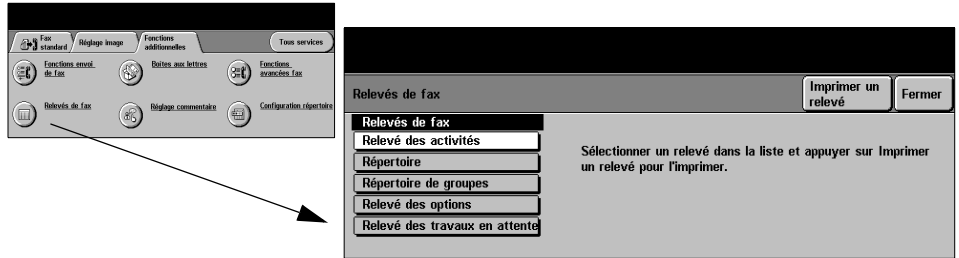 Fax standard
Réglage image
Fonctions additionnelles
Tous services
Fonctions envoi de fax
Boîtes aux lettres
Fonctions avancées fax
Relevés de fax
Réglage commentaire
Configuration répertoire
Relevés de fax
Imprimer un relevé
Fermer
Relevés de fax
Relevé des activités
Répertoire
Répertoire de groupes
Relevé des options
Relevé des travaux en attente
Sélectionner un relevé dans la liste et appuyer sur Imprimer
un relevé pour l'imprimer.